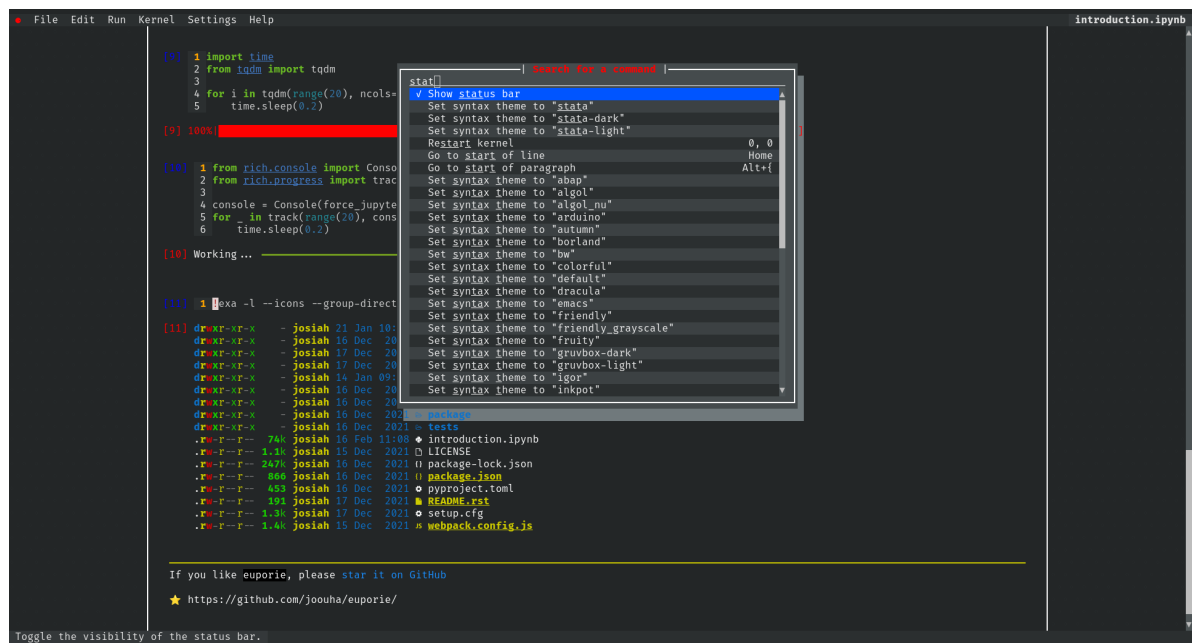 ● File Edit Run Kernel Settings Help introduction.ipynb
1 import time
2 from tqdm import tqdm
3
4 for i in tqdm(range(20), ncols=
5 time.sleep(0.2)
[9] 100%|
[10] 1 from rich.console import Conso
2 from rich.progress import trac
3
4 console = Console(force_jupyte
5 for _ in track(range(20), cons
6 time.sleep(0.2)
[10] Working …
[11] 1 !exa -l --icons --group-direct
[11] drwxr-xr-x - josiah 21 Jan 10:
drwxr-xr-x - josiah 16 Dec 20
drwxr-xr-x - josiah 17 Dec 20
drwxr-xr-x - josiah 17 Dec 20
drwxr-xr-x - josiah 14 Jan 09:
drwxr-xr-x - josiah 16 Dec 20
drwxr-xr-x - josiah 16 Dec 20
drwxr-xr-x - josiah 16 Dec 2021 package
drwxr-xr-x - josiah 16 Dec 2021 tests
.rw-r--r-- 74k josiah 16 Feb 11:08 introduction.ipynb
.rw-r--r-- 1.1k josiah 15 Dec 2021 LICENSE
.rw-r--r-- 247k josiah 16 Dec 2021 package-lock.json
.rw-r--r-- 866 josiah 16 Dec 2021 package.json
.rw-r--r-- 453 josiah 16 Dec 2021 pyproject.toml
.rw-r--r-- 191 josiah 17 Dec 2021 README.rst
.rw-r--r-- 1.3k josiah 17 Dec 2021 setup.cfg
.rw-r--r-- 1.4k josiah 15 Dec 2021 JS webpack.config.js
If you like euporie, please star it on GitHub
⭐ https://github.com/joouha/euporie/
Search for a command
stat
√ Show status bar
Set syntax theme to "stata"
Set syntax theme to "stata-dark"
Set syntax theme to "stata-light"
Restart kernel 0, 0
Go to start of line Home
Go to start of paragraph Alt+{
Set syntax theme to "abap"
Set syntax theme to "algol"
Set syntax theme to "algol_nu"
Set syntax theme to "arduino"
Set syntax theme to "autumn"
Set syntax theme to "borland"
Set syntax theme to "bw"
Set syntax theme to "colorful"
Set syntax theme to "default"
Set syntax theme to "dracula"
Set syntax theme to "emacs"
Set syntax theme to "friendly"
Set syntax theme to "friendly_grayscale"
Set syntax theme to "fruity"
Set syntax theme to "gruvbox-dark"
Set syntax theme to "gruvbox-light"
Set syntax theme to "igor"
Set syntax theme to "inkpot"
Toggle the visibility of the status bar.